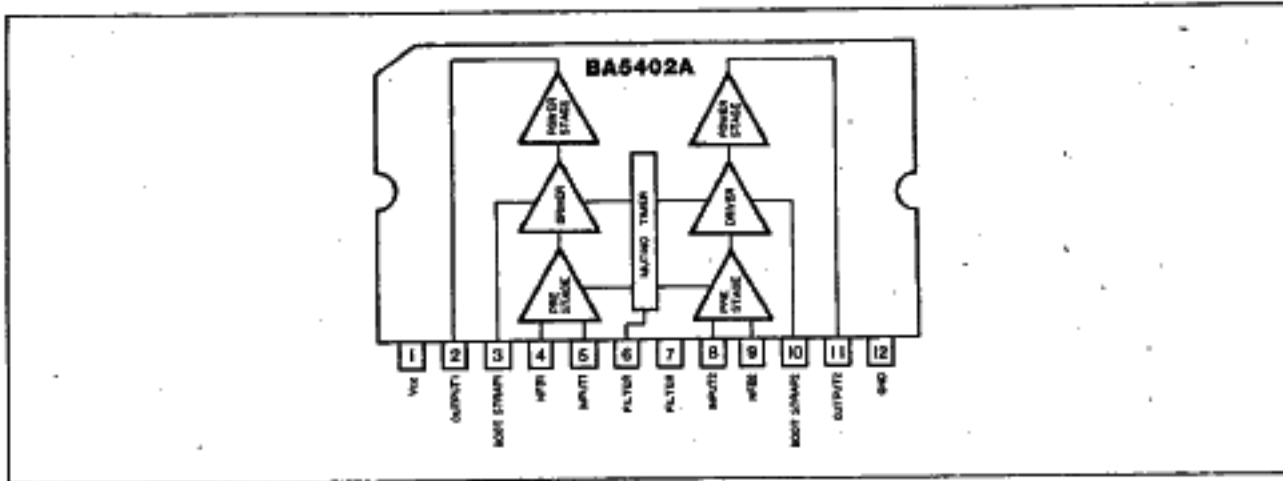 BA5402A
POWER STAGE
POWER STAGE
DRIVER
MUTING TIMER
DRIVER
PRE STAGE
PRE STAGE
1 2 3 4 5 6 7 8 9 10 11 12
Vcc
OUTPUT1
BOOT STRAP1
NFB1
INPUT1
FILTER
FILTER
INPUT2
NFB2
BOOT STRAP2
OUTPUT2
GND